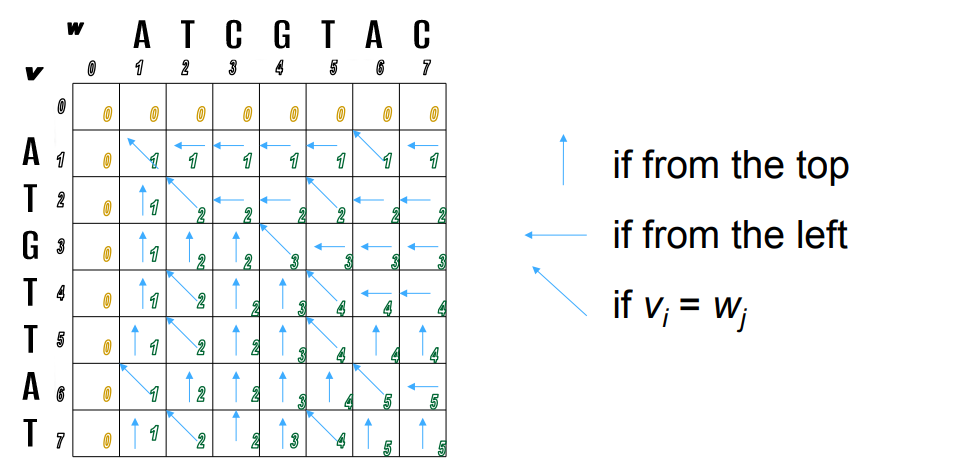 w A T C G T A C
v 0 1 2 3 4 5 6 7
0 0 0 0 0 0 0 0 0
A 1 0 1 1 1 1 1 1 1
T 2 0 1 2 2 2 2 2 2
G 3 0 1 2 2 3 3 3 3
T 4 0 1 2 2 3 4 4 4
T 5 0 1 2 2 3 4 4 4
A 6 0 1 2 2 3 4 5 5
T 7 0 1 2 2 3 4 5 5
if from the top
if from the left
if vi = wj